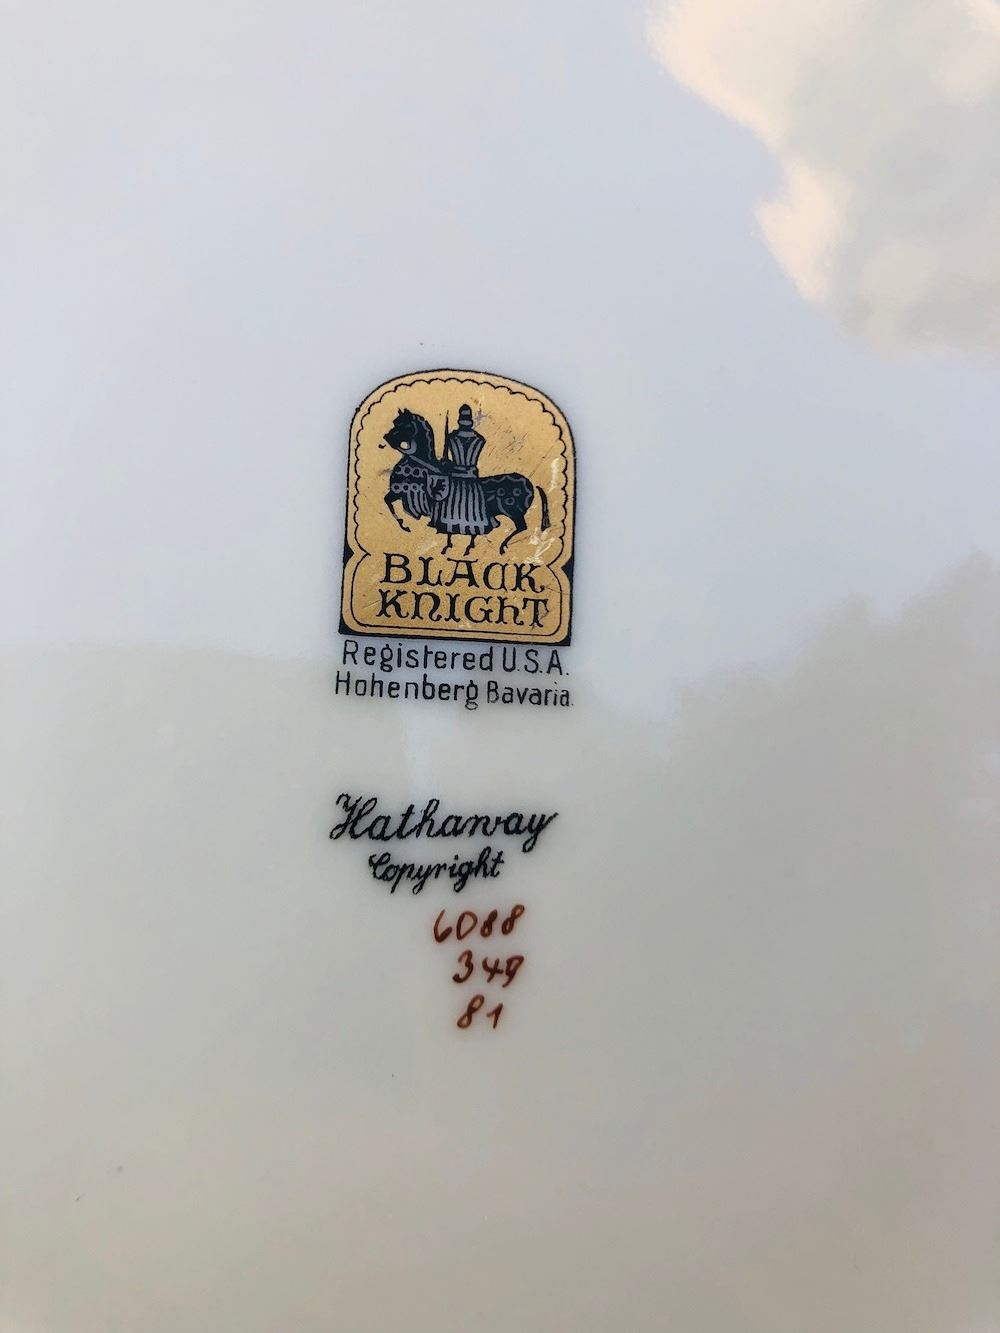 BLACK
KNIGHT
Registered U.S.A.
Hohenberg Bavaria.
Hathaway
Copyright
6088
349
81